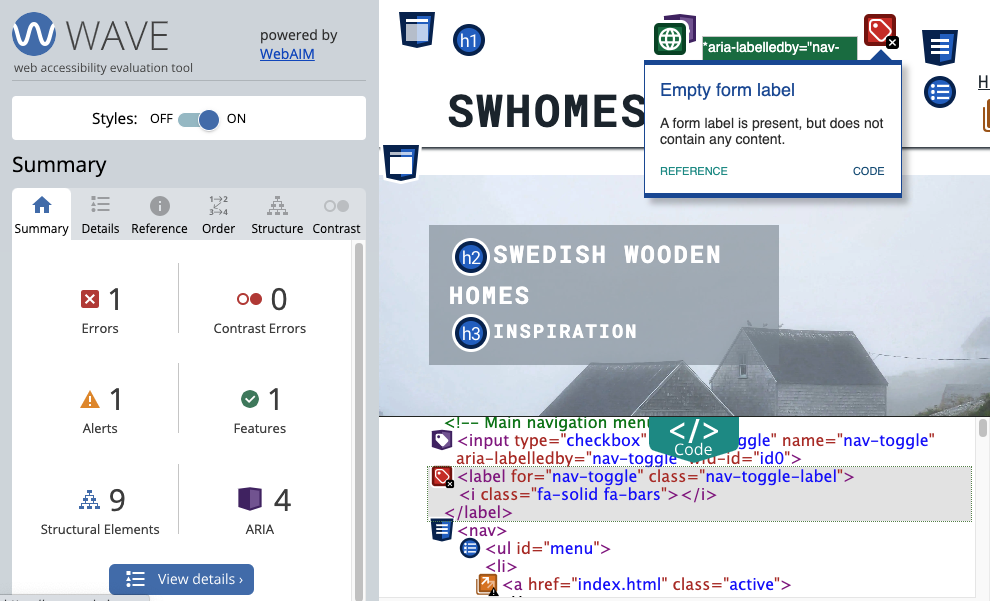 WAVE
powered by
WebAIM
web accessibility evaluation tool
Styles: OFF ON
Summary
Summary Details Reference Order Structure Contrast
1
Errors
0
Contrast Errors
1
Alerts
1
Features
9
Structural Elements
4
ARIA
View details ›
h1
*aria-labelledby="nav-
H
SWHOMES
Empty form label
A form label is present, but does not
contain any content.
REFERENCE CODE
h2 SWEDISH WOODEN
HOMES
h3 INSPIRATION
</>
Code
<!-- Main navigation menu
<input type="checkbox" name="nav-toggle"
aria-labelledby="nav-toggle" id="id0">
<label for="nav-toggle" class="nav-toggle-label">
<i class="fa-solid fa-bars"></i>
</label>
<nav>
<ul id="menu">
<li>
<a href="index.html" class="active">